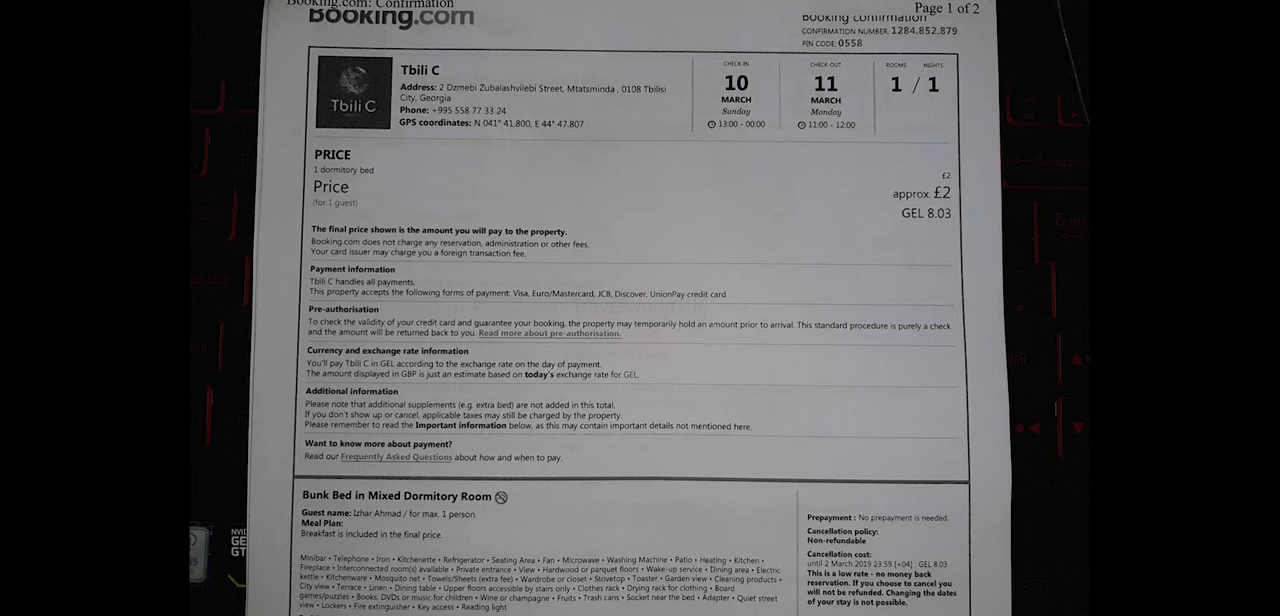 Booking.com: Confirmation
Page 1 of 2
Booking.com
Booking confirmation
CONFIRMATION NUMBER: 1284.852.879
PIN CODE: 0558
Tbili C
Tbili C
Address: 2 Dzmebi Zubalashvilebi Street, Mtatsminda , 0108 Tbilisi
City, Georgia
Phone: +995 558 77 33 24
GPS coordinates: N 041° 41.800, E 44° 47.807
CHECK-IN
10
MARCH
Sunday
13:00 - 00:00
CHECK-OUT
11
MARCH
Monday
11:00 - 12:00
ROOMS NIGHTS
1 / 1
PRICE
1 dormitory bed
£2
Price
approx. £2
(for 1 guest)
GEL 8.03
The final price shown is the amount you will pay to the property.
Booking.com does not charge any reservation, administration or other fees.
Your card issuer may charge you a foreign transaction fee.
Payment information
Tbili C handles all payments.
This property accepts the following forms of payment: Visa, Euro/Mastercard, JCB, Discover, UnionPay credit card
Pre-authorisation
To check the validity of your credit card and guarantee your booking, the property may temporarily hold an amount prior to arrival. This standard procedure is purely a check
and the amount will be returned back to you. Read more about pre-authorisation.
Currency and exchange rate information
You'll pay Tbili C in GEL according to the exchange rate on the day of payment.
The amount displayed in GBP is just an estimate based on today's exchange rate for GEL.
Additional information
Please note that additional supplements (e.g. extra bed) are not added in this total.
If you don't show up or cancel, applicable taxes may still be charged by the property.
Please remember to read the Important information below, as this may contain important details not mentioned here.
Want to know more about payment?
Read our Frequently Asked Questions about how and when to pay.
Bunk Bed in Mixed Dormitory Room
Guest name: Izhar Ahmad / for max. 1 person.
Meal Plan:
Breakfast is included in the final price.
Minibar • Telephone • Iron • Kitchenette • Refrigerator • Seating Area • Fan • Microwave • Washing Machine • Patio • Heating • Kitchen •
Fireplace • Interconnected room(s) available • Private entrance • View • Hardwood or parquet floors • Wake-up service • Dining area • Electric
kettle • Kitchenware • Mosquito net • Towels/Sheets (extra fee) • Wardrobe or closet • Stovetop • Toaster • Garden view • Cleaning products •
City view • Terrace • Linen • Dining table • Upper floors accessible by stairs only • Clothes rack • Drying rack for clothing • Board
games/puzzles • Books, DVDs or music for children • Wine or champagne • Fruits • Trash cans • Socket near the bed • Adapter • Quiet street
view • Lockers • Fire extinguisher • Key access • Reading light
Prepayment : No prepayment is needed.
Cancellation policy:
Non-refundable
Cancellation cost:
until 2 March 2019 23:59 [+04] : GEL 8.03
This is a low rate - no money back
reservation. If you choose to cancel you
will not be refunded. Changing the dates
of your stay is not possible.
NVID
GE
GT
Enter